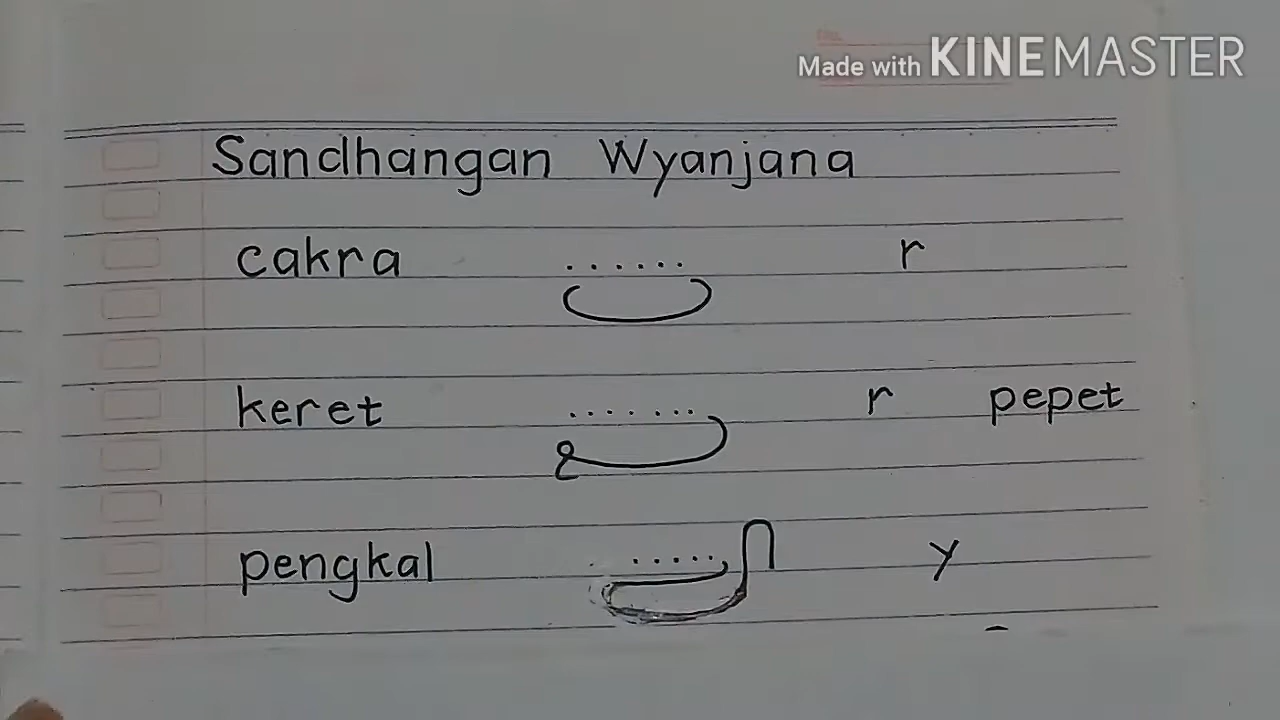 Made with KINEMASTER
Sandhangan Wyanjana
cakra ...... ꦿ r
keret ....... ꦽ r pepet
pengkal ..... ꦾ y